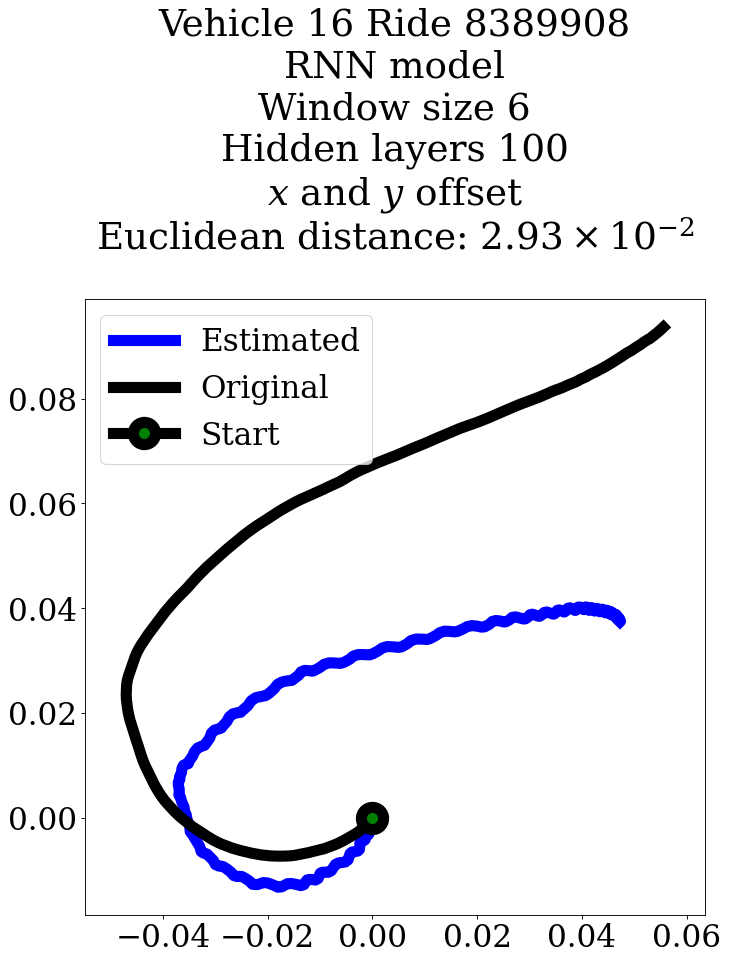 Vehicle 16 Ride 8389908
RNN model
Window size 6
Hidden layers 100
x and y offset
Euclidean distance: 2.93 × 10⁻²
Estimated
Original
Start
0.08
0.06
0.04
0.02
0.00
−0.04 −0.02 0.00 0.02 0.04 0.06